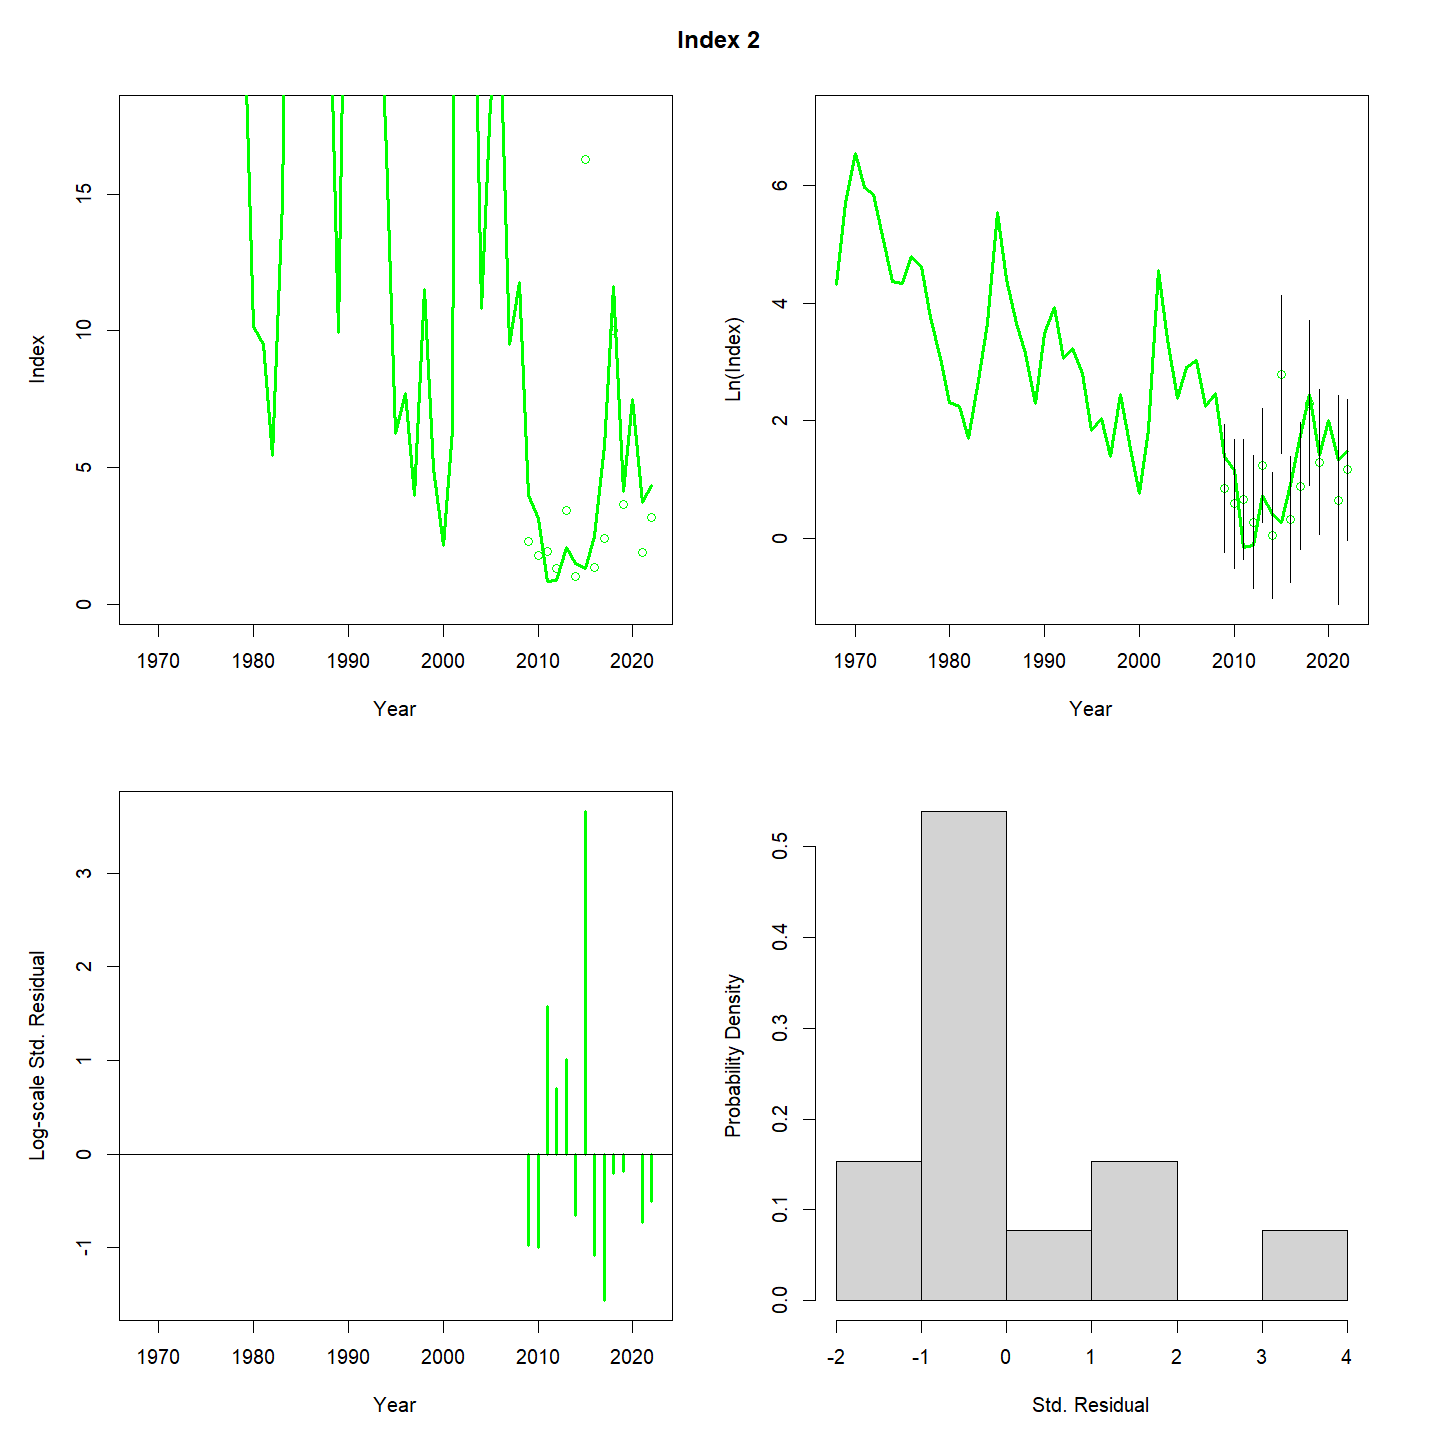 Index 2
Index
0
5
10
15
1970 1980 1990 2000 2010 2020
Year
Ln(Index)
0
2
4
6
1970 1980 1990 2000 2010 2020
Year
Log-scale Std. Residual
-1
0
1
2
3
1970 1980 1990 2000 2010 2020
Year
Probability Density
0.0
0.1
0.2
0.3
0.4
0.5
-2 -1 0 1 2 3 4
Std. Residual